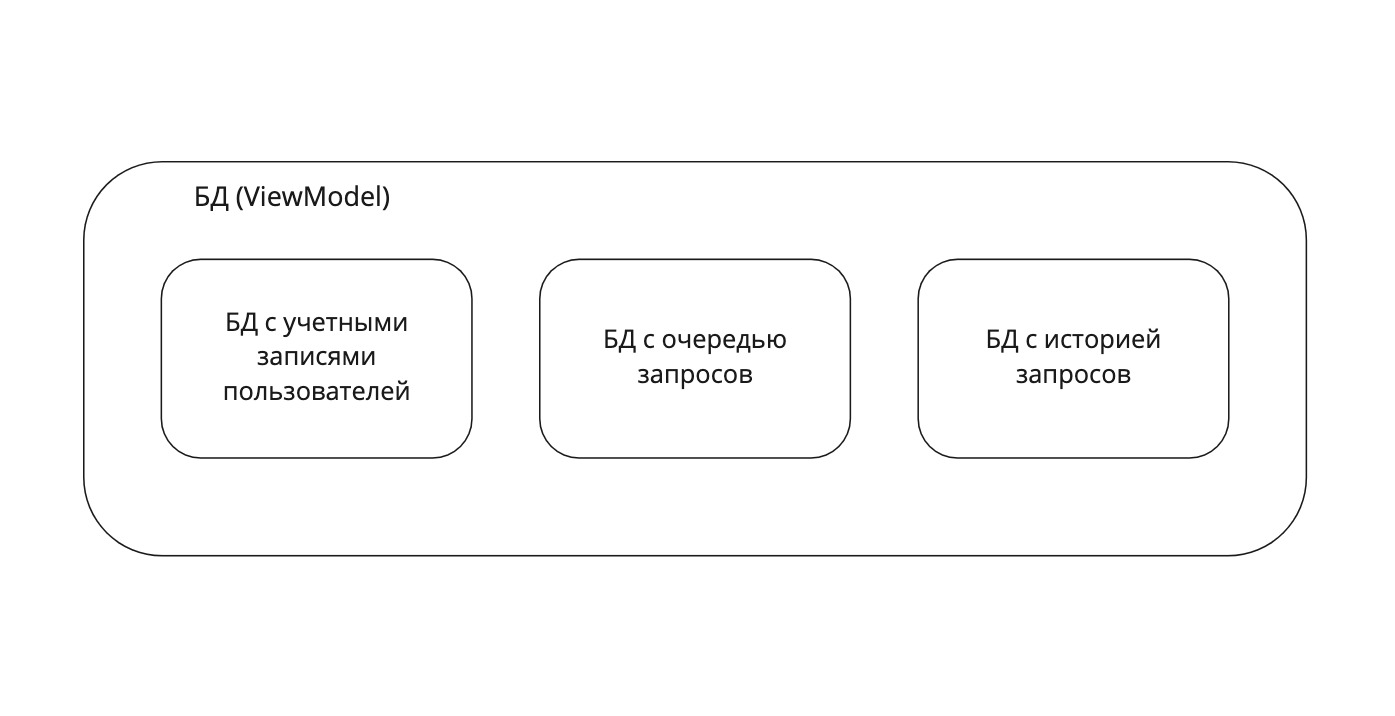 БД (ViewModel)
БД с учетными
записями
пользователей
БД с очередью
запросов
БД с историей
запросов